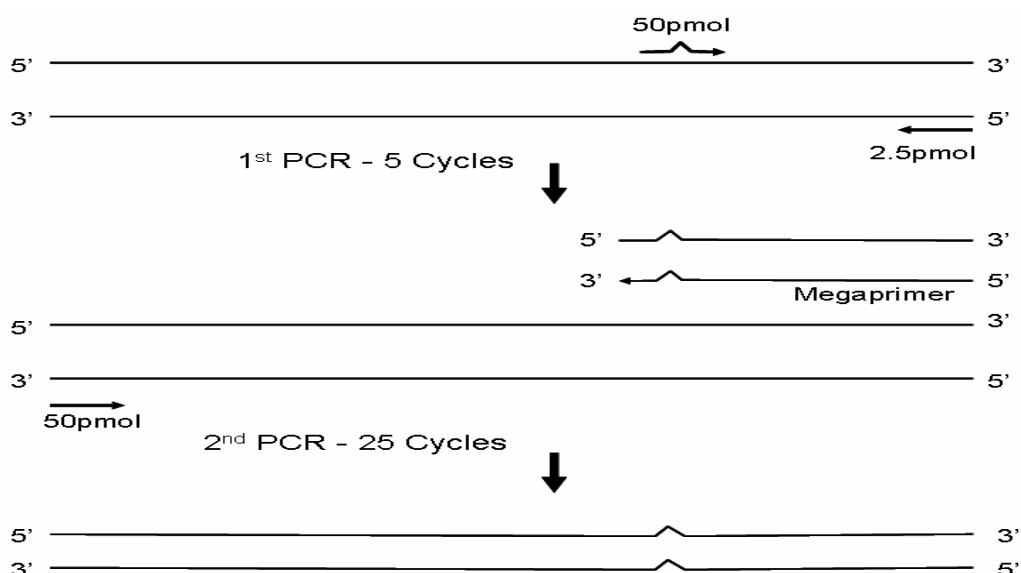 50pmol
5’ 3’
3’ 5’
2.5pmol
1st PCR - 5 Cycles
5’ 3’
3’ 5’
Megaprimer
5’ 3’
3’ 5’
50pmol
2nd PCR - 25 Cycles
5’ 3’
3’ 5’